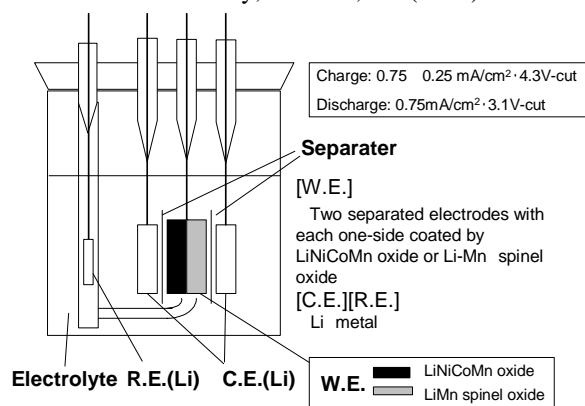 Charge: 0.75 0.25 mA/cm²･4.3V-cut
Discharge: 0.75mA/cm²･3.1V-cut
Separater
[W.E.]
Two separated electrodes with
each one-side coated by
LiNiCoMn oxide or Li-Mn spinel
oxide
[C.E.][R.E.]
Li metal
Electrolyte R.E.(Li) C.E.(Li)
W.E.
LiNiCoMn oxide
LiMn spinel oxide